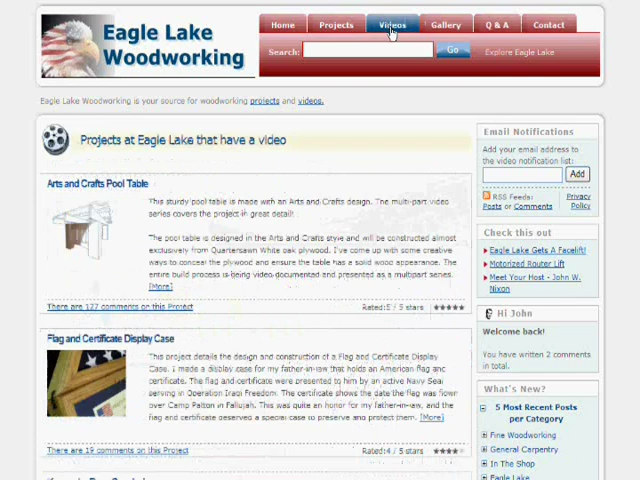 Eagle Lake
Woodworking
Home Projects Videos Gallery Q & A Contact
Search: Go Explore Eagle Lake
Eagle Lake Woodworking is your source for woodworking projects and videos.
Projects at Eagle Lake that have a video
Arts and Crafts Pool Table
This sturdy pool table is made with an Arts and Crafts design. The multi-part video
series covers the project in great detail!
The pool table is designed in the Arts and Crafts style and will be constructed almost
exclusively from Quartersawn White oak plywood. I've come up with some creative
ways to conceal the plywood and ensure the table has a solid wood appearance. The
entire build process is being video documented and presented as a multipart series.
[More]
There are 127 comments on this Project
Rated:5 / 5 stars
Flag and Certificate Display Case
This project details the design and construction of a Flag and Certificate Display
Case. I made a display case for my father-in-law that holds an American flag and
certificate. The flag and certificate were presented to him by an active Navy Seal
serving in Operation Iraqi Freedom. The certificate shows the date the flag was flown
over Camp Patton in Fallujah. This was quite an honor for my father-in-law, and the
flag and certificate deserved a special case to preserve and protect them. [More]
There are 19 comments on this Project
Rated:4 / 5 stars
Email Notifications
Add your email address to
the video notification list:
Add
RSS Feeds:
Posts or Comments
Privacy
Policy
Check this out
Eagle Lake Gets A Facelift!
Motorized Router Lift
Meet Your Host - John W.
Nixon
Hi John
Welcome back!
You have written 2 comments
in total.
What's New?
5 Most Recent Posts
per Category
Fine Woodworking
General Carpentry
In The Shop
Eagle Lake